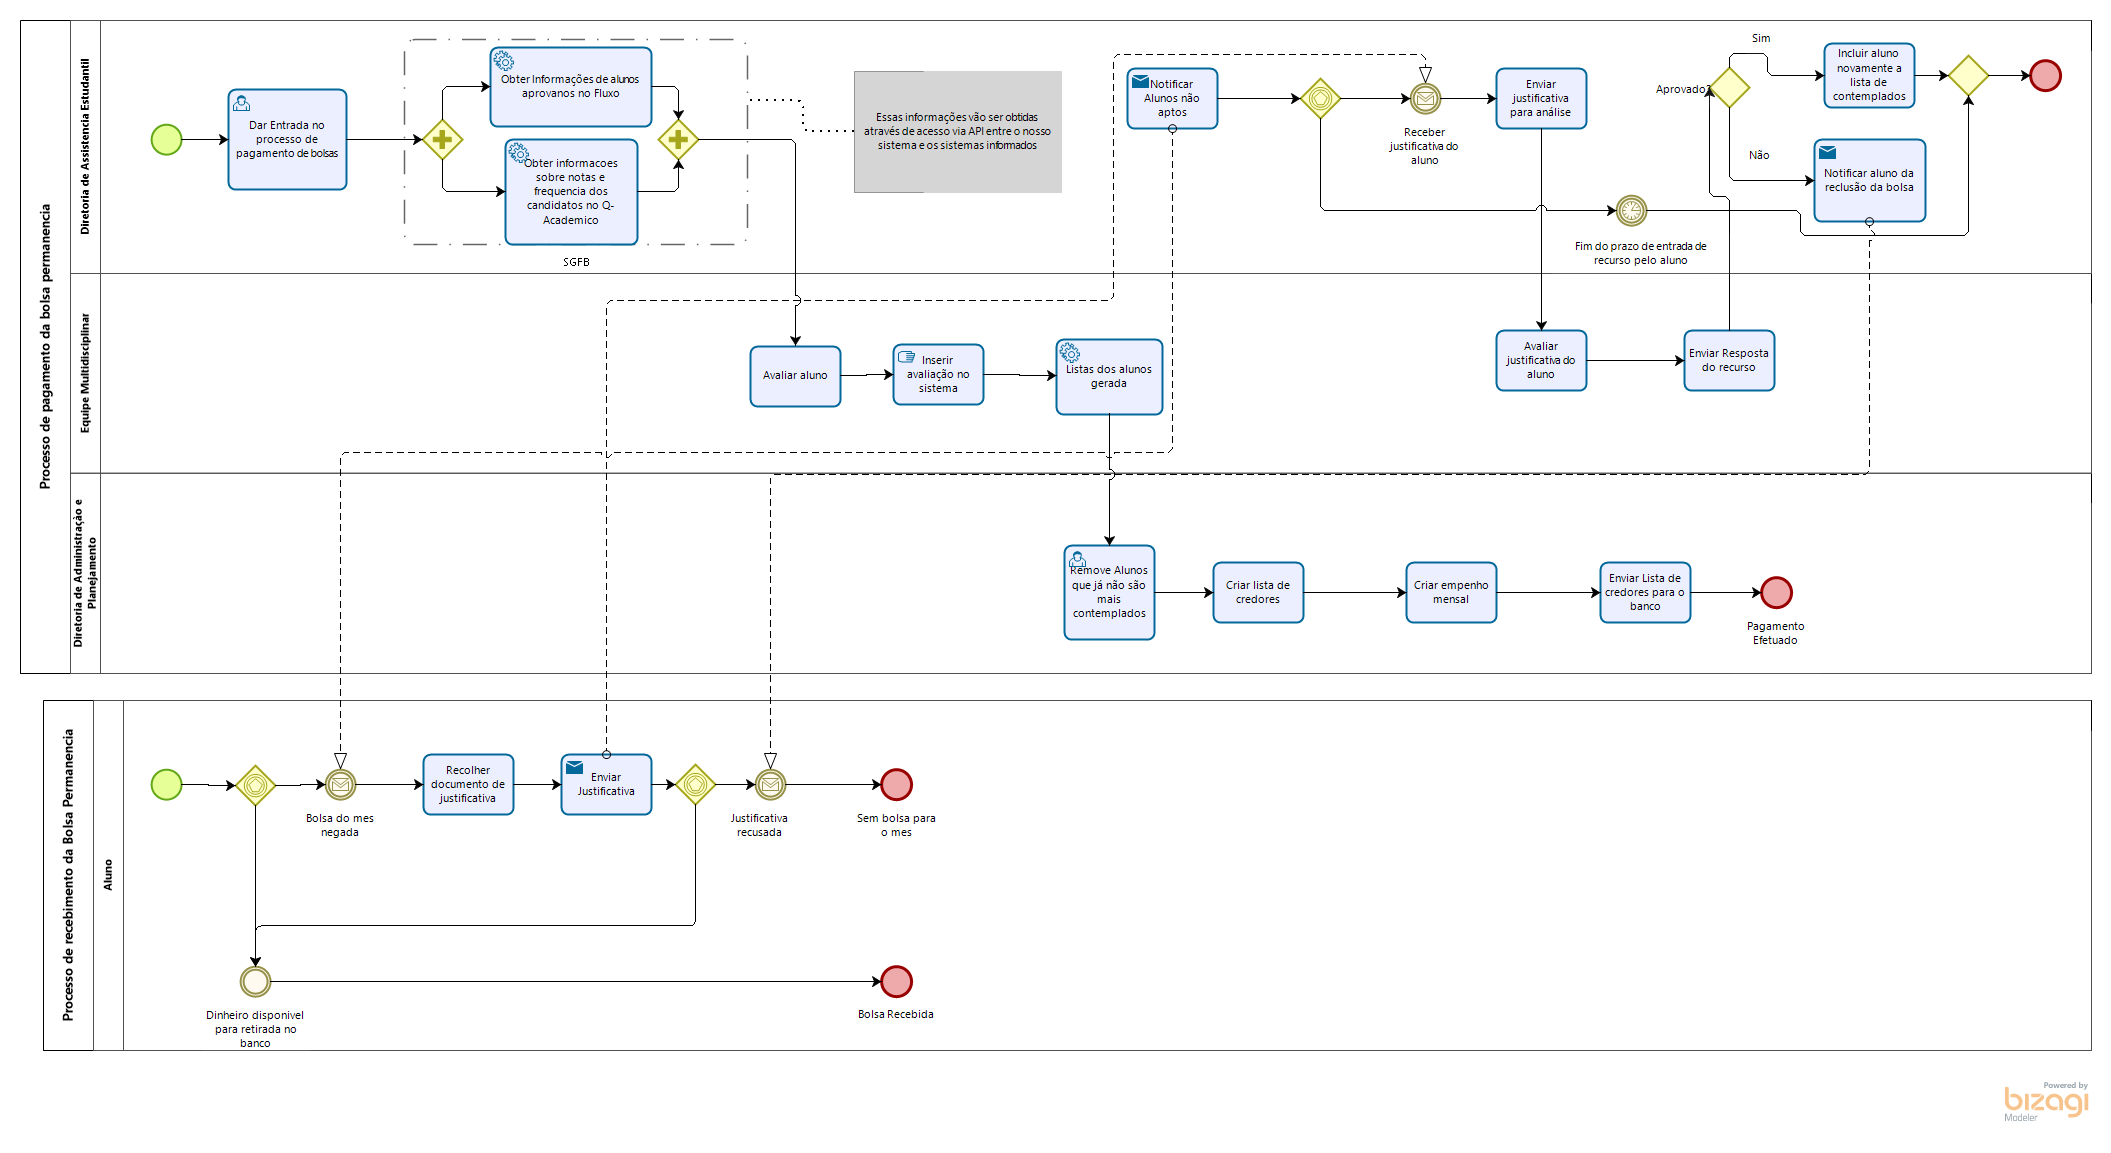 Processo de pagamento da bolsa permanencia
Diretoria de Assistencia Estudantil
Dar Entrada no
processo de
pagamento de bolsas
Obter Informações de alunos
aprovanos no Fluxo
Obter informacoes
sobre notas e
frequencia dos
candidatos no Q-
Academico
SGFB
Essas informações vão ser obtidas
através de acesso via API entre o nosso
sistema e os sistemas informados
Notificar
Alunos não
aptos
Receber
justificativa do
aluno
Enviar
justificativa
para análise
Fim do prazo de entrada de
recurso pelo aluno
Aprovado?
Sim
Não
Incluir aluno
novamente a
lista de
contemplados
Notificar aluno da
reclusão da bolsa
Equipe Multidisciplinar
Avaliar aluno
Inserir
avaliação no
sistema
Listas dos alunos
gerada
Avaliar
justificativa do
aluno
Enviar Resposta
do recurso
Diretoria de Administração e
Planejamento
Remove Alunos
que já não são
mais
contemplados
Criar lista de
credores
Criar empenho
mensal
Enviar Lista de
credores para o
banco
Pagamento
Efetuado
Processo de recebimento da Bolsa Permanencia
Aluno
Bolsa do mes
negada
Recolher
documento de
justificativa
Enviar
Justificativa
Justificativa
recusada
Sem bolsa para
o mes
Dinheiro disponivel
para retirada no
banco
Bolsa Recebida
Powered by
bizagi
Modeler